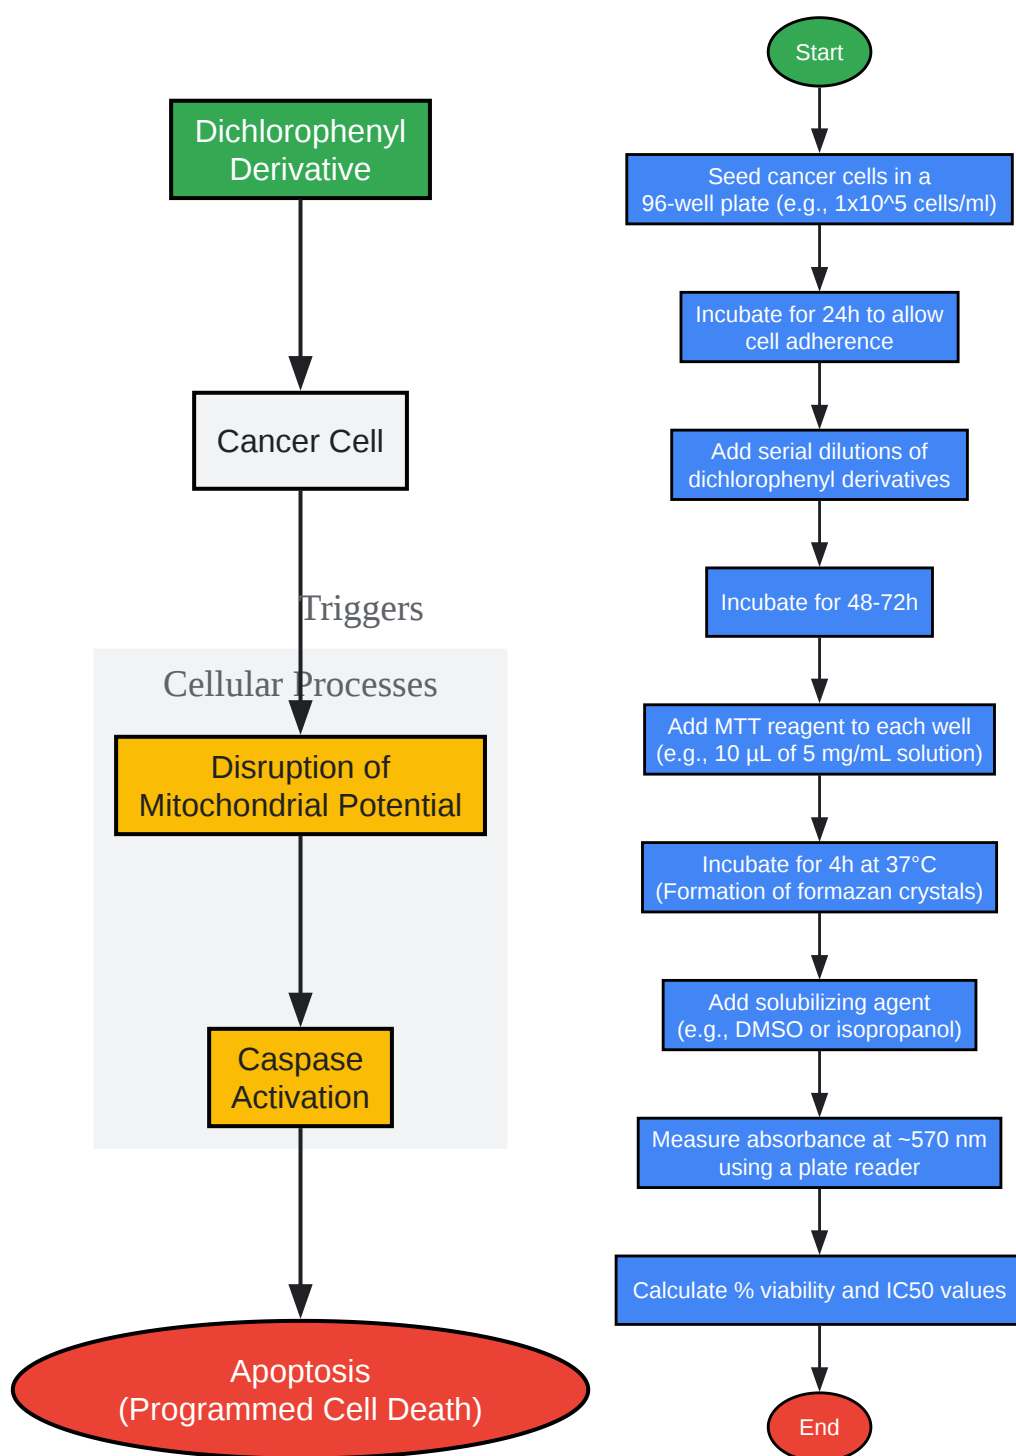 Dichlorophenyl
Derivative
Cancer Cell
Triggers
Cellular Processes
Disruption of
Mitochondrial Potential
Caspase
Activation
Apoptosis
(Programmed Cell Death)
Start
Seed cancer cells in a
96-well plate (e.g., 1x10^5 cells/ml)
Incubate for 24h to allow
cell adherence
Add serial dilutions of
dichlorophenyl derivatives
Incubate for 48-72h
Add MTT reagent to each well
(e.g., 10 µL of 5 mg/mL solution)
Incubate for 4h at 37°C
(Formation of formazan crystals)
Add solubilizing agent
(e.g., DMSO or isopropanol)
Measure absorbance at ~570 nm
using a plate reader
Calculate % viability and IC50 values
End